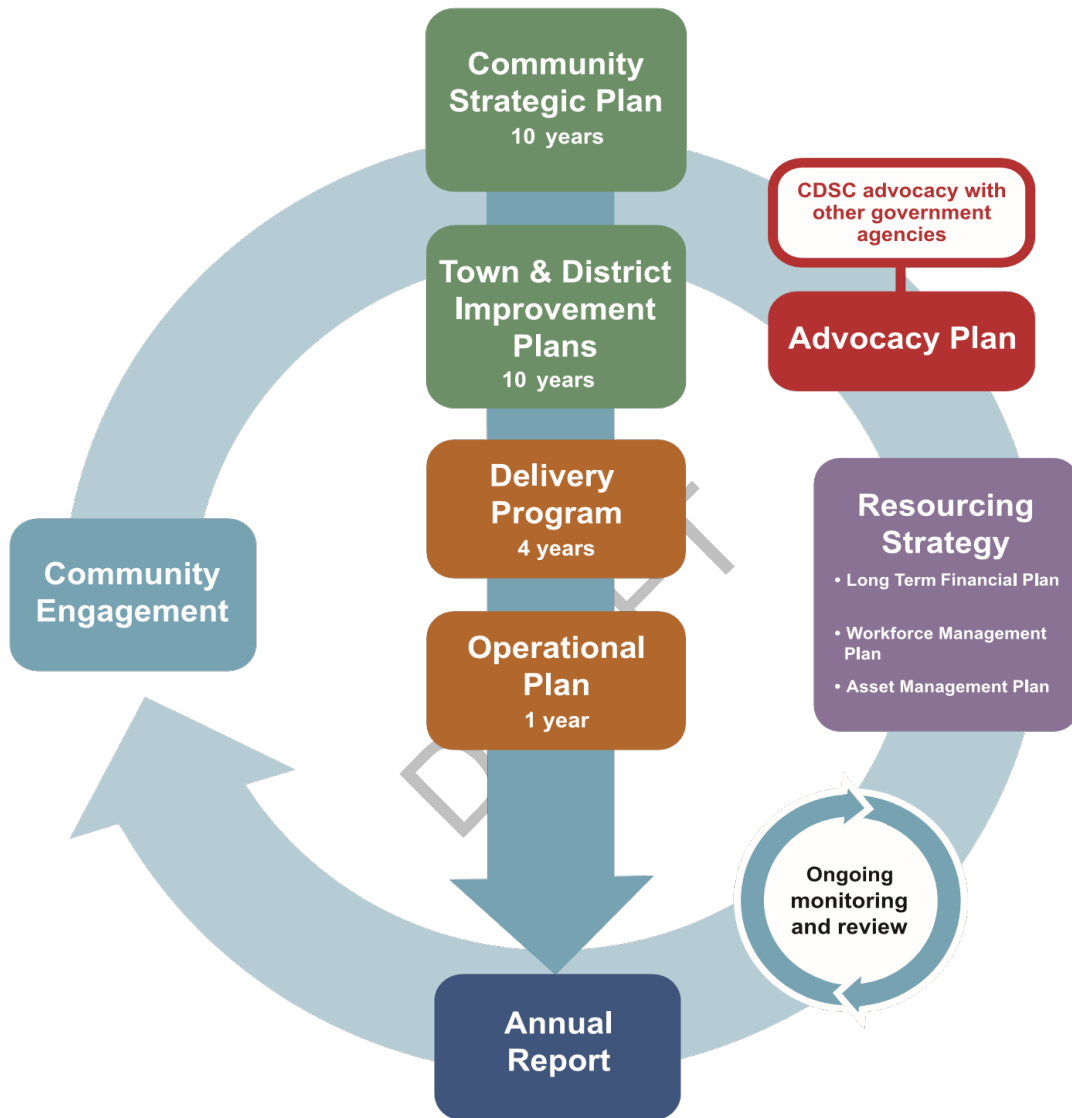 Community
Strategic Plan
10 years
CDSC advocacy with
other government
agencies
Town & District
Improvement
Plans
10 years
Advocacy Plan
Delivery
Program
4 years
Resourcing
Strategy
• Long Term Financial Plan
• Workforce Management
Plan
• Asset Management Plan
Community
Engagement
Operational
Plan
1 year
Ongoing
monitoring
and review
Annual
Report